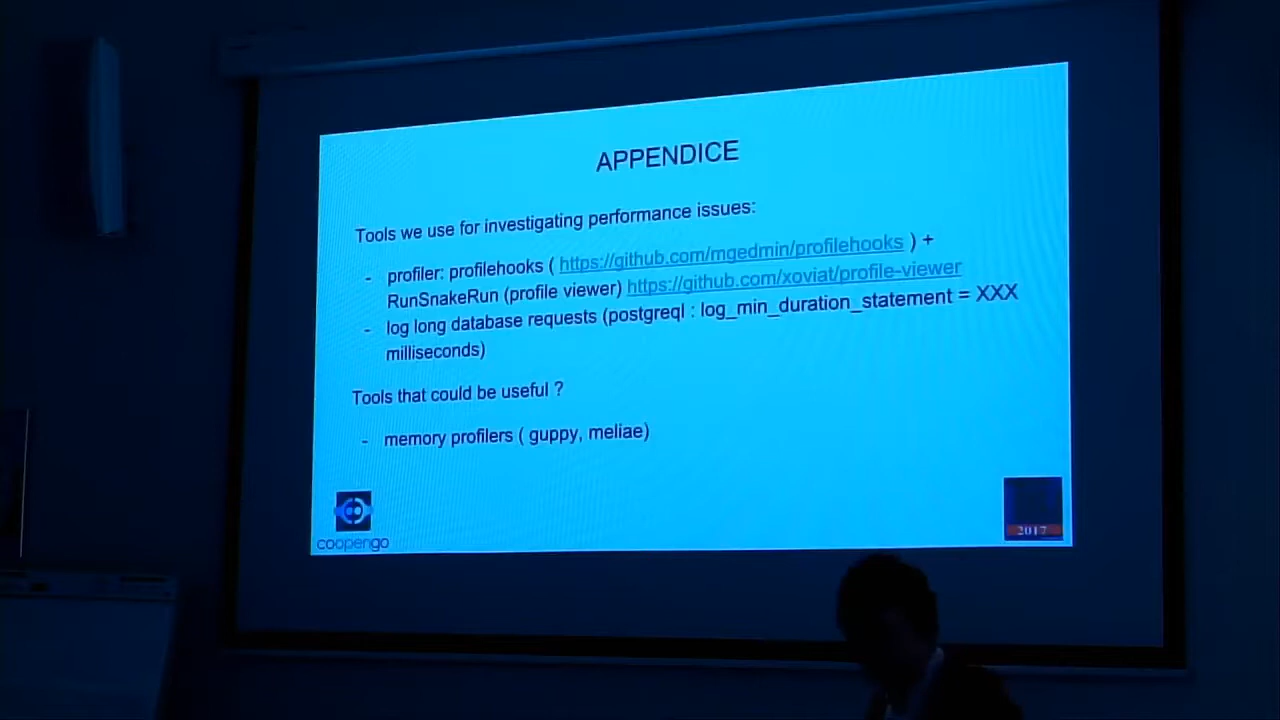 APPENDICE
Tools we use for investigating performance issues:
- profiler: profilehooks ( https://github.com/mgedmin/profilehooks ) +
RunSnakeRun (profile viewer) https://github.com/xoviat/profile-viewer
- log long database requests (postgreql : log_min_duration_statement = XXX
milliseconds)
Tools that could be useful ?
- memory profilers ( guppy, meliae)
coopengo
2017